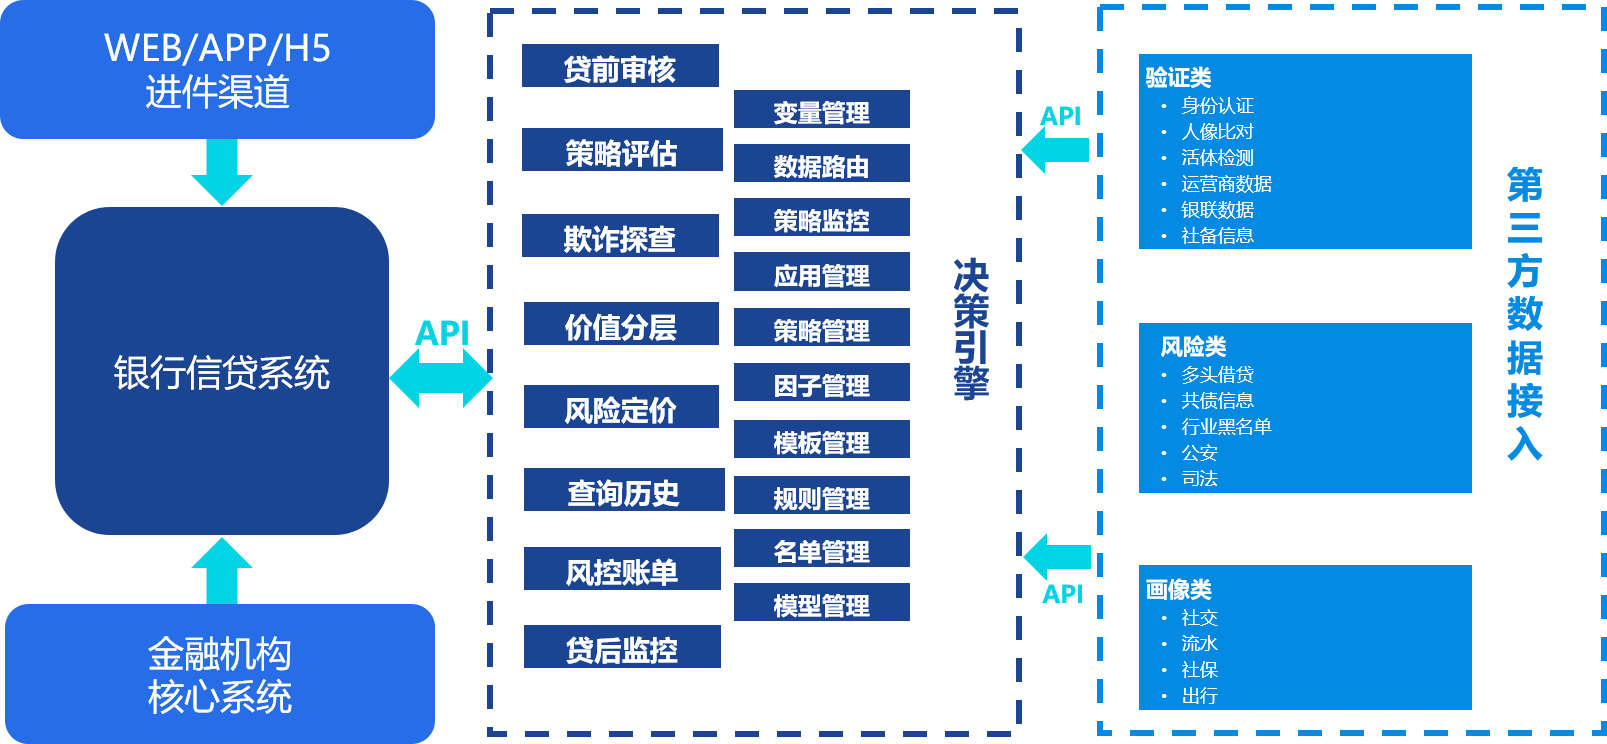 WEB/APP/H5
进件渠道
银行信贷系统
金融机构
核心系统
API
贷前审核
策略评估
欺诈探查
价值分层
风险定价
查询历史
风控账单
贷后监控
变量管理
数据路由
策略监控
应用管理
策略管理
因子管理
模板管理
规则管理
名单管理
模型管理
决策引擎
API
API
验证类
• 身份认证
• 人像比对
• 活体检测
• 运营商数据
• 银联数据
• 社备信息
风险类
• 多头借贷
• 共债信息
• 行业黑名单
• 公安
• 司法
画像类
• 社交
• 流水
• 社保
• 出行
第三方数据接入